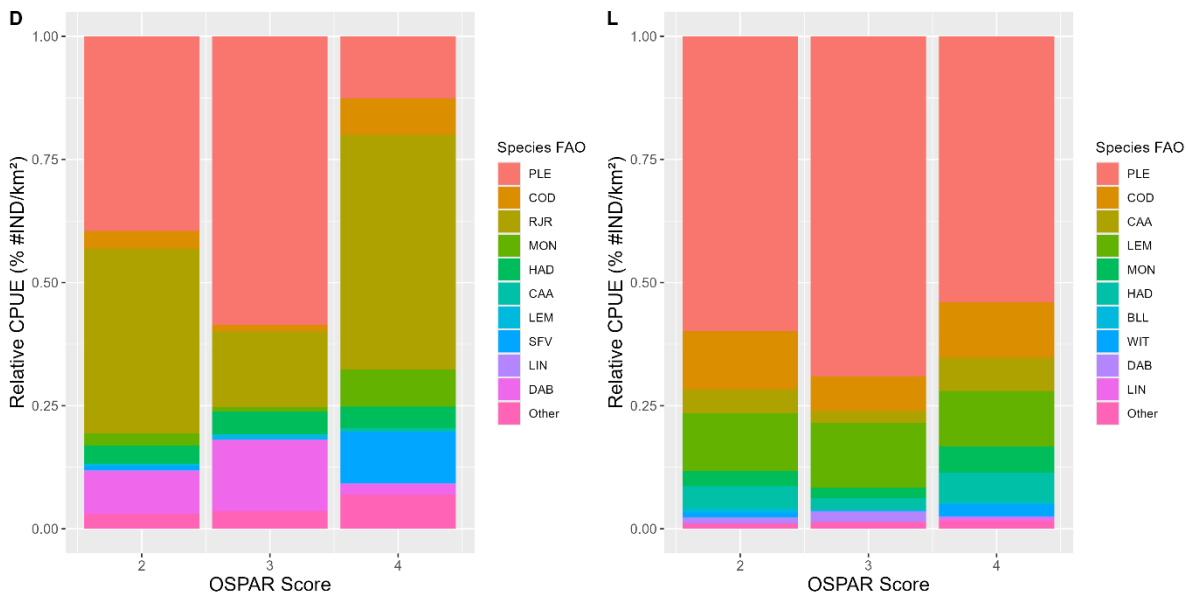 D
Relative CPUE (% #IND/km²)
1.00
0.75
0.50
0.25
0.00
2
3
4
OSPAR Score
Species FAO
PLE
COD
RJR
MON
HAD
CAA
LEM
SFV
LIN
DAB
Other
L
Relative CPUE (% #IND/km²)
1.00
0.75
0.50
0.25
0.00
2
3
4
OSPAR Score
Species FAO
PLE
COD
CAA
LEM
MON
HAD
BLL
WIT
DAB
LIN
Other